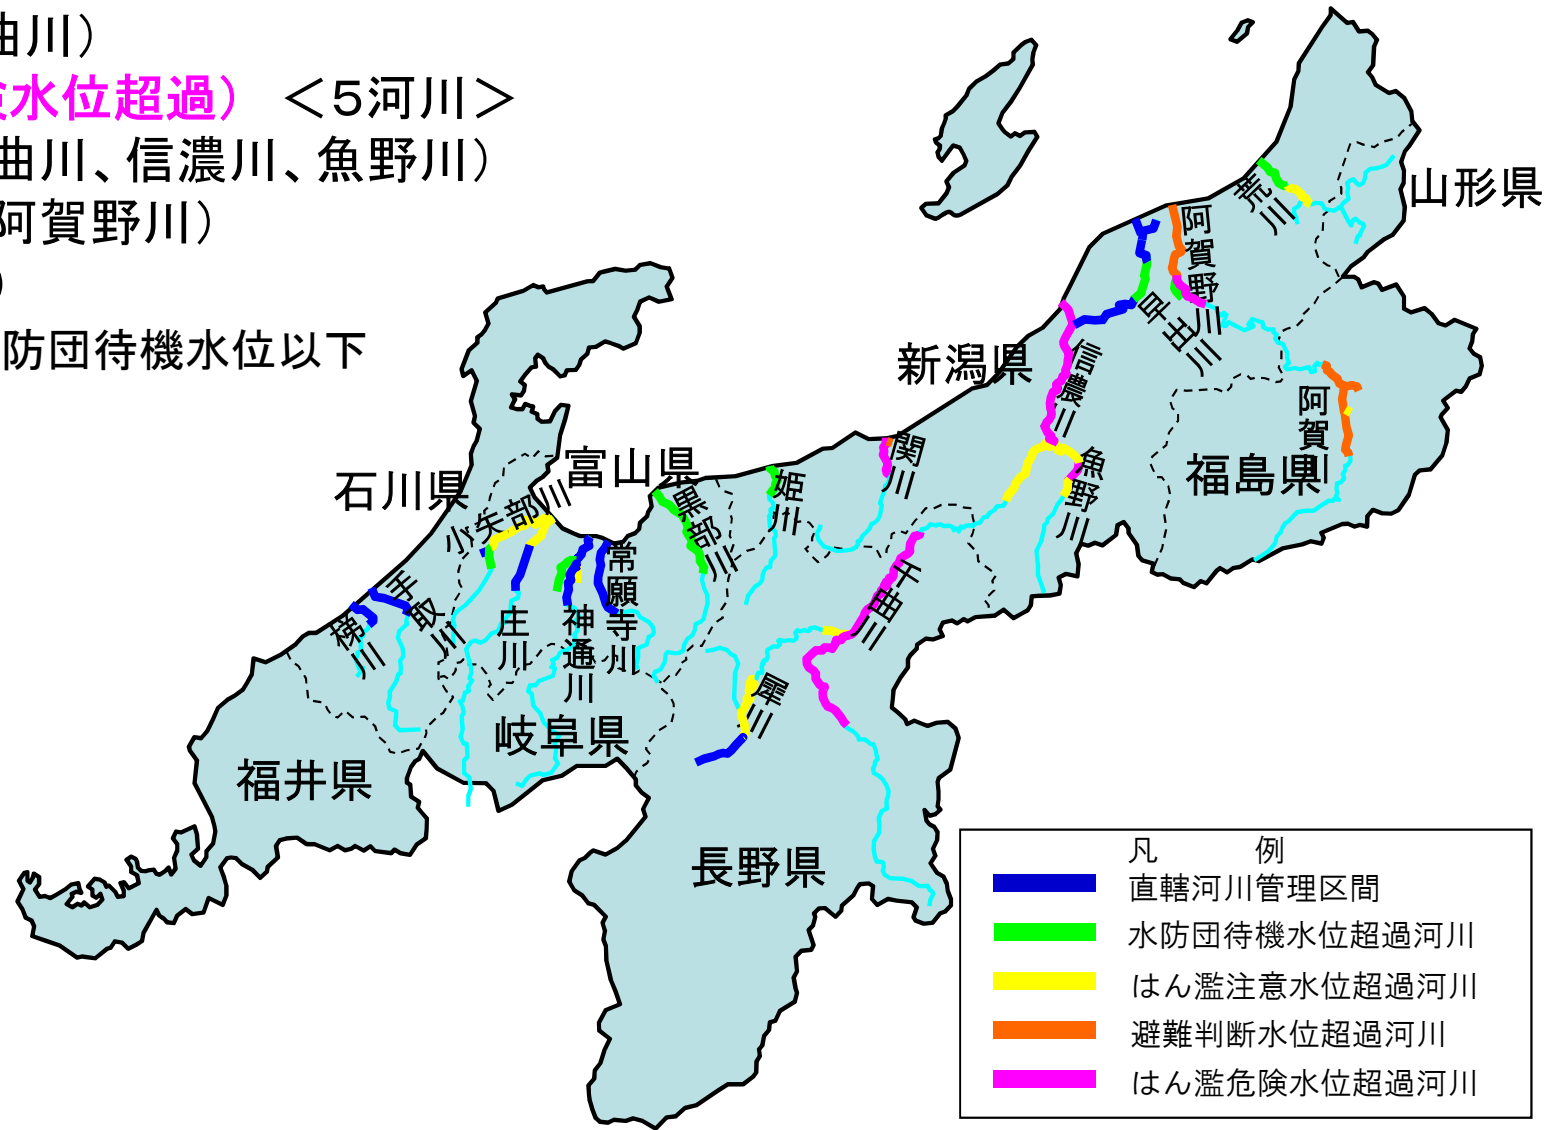 曲川）
険水位超過）　＜５河川＞
曲川、信濃川、魚野川）
阿賀野川）
）
防団待機水位以下
山形県
荒川
阿賀野川
早出川
新潟県
信濃川
阿賀川
福島県
関川
魚野川
富山県
石川県
小矢部川
黒部川
姫川
常願寺川
手取川
梯川
庄川
神通川
千曲川
犀川
岐阜県
福井県
長野県
凡　　　例
直轄河川管理区間
水防団待機水位超過河川
はん濫注意水位超過河川
避難判断水位超過河川
はん濫危険水位超過河川